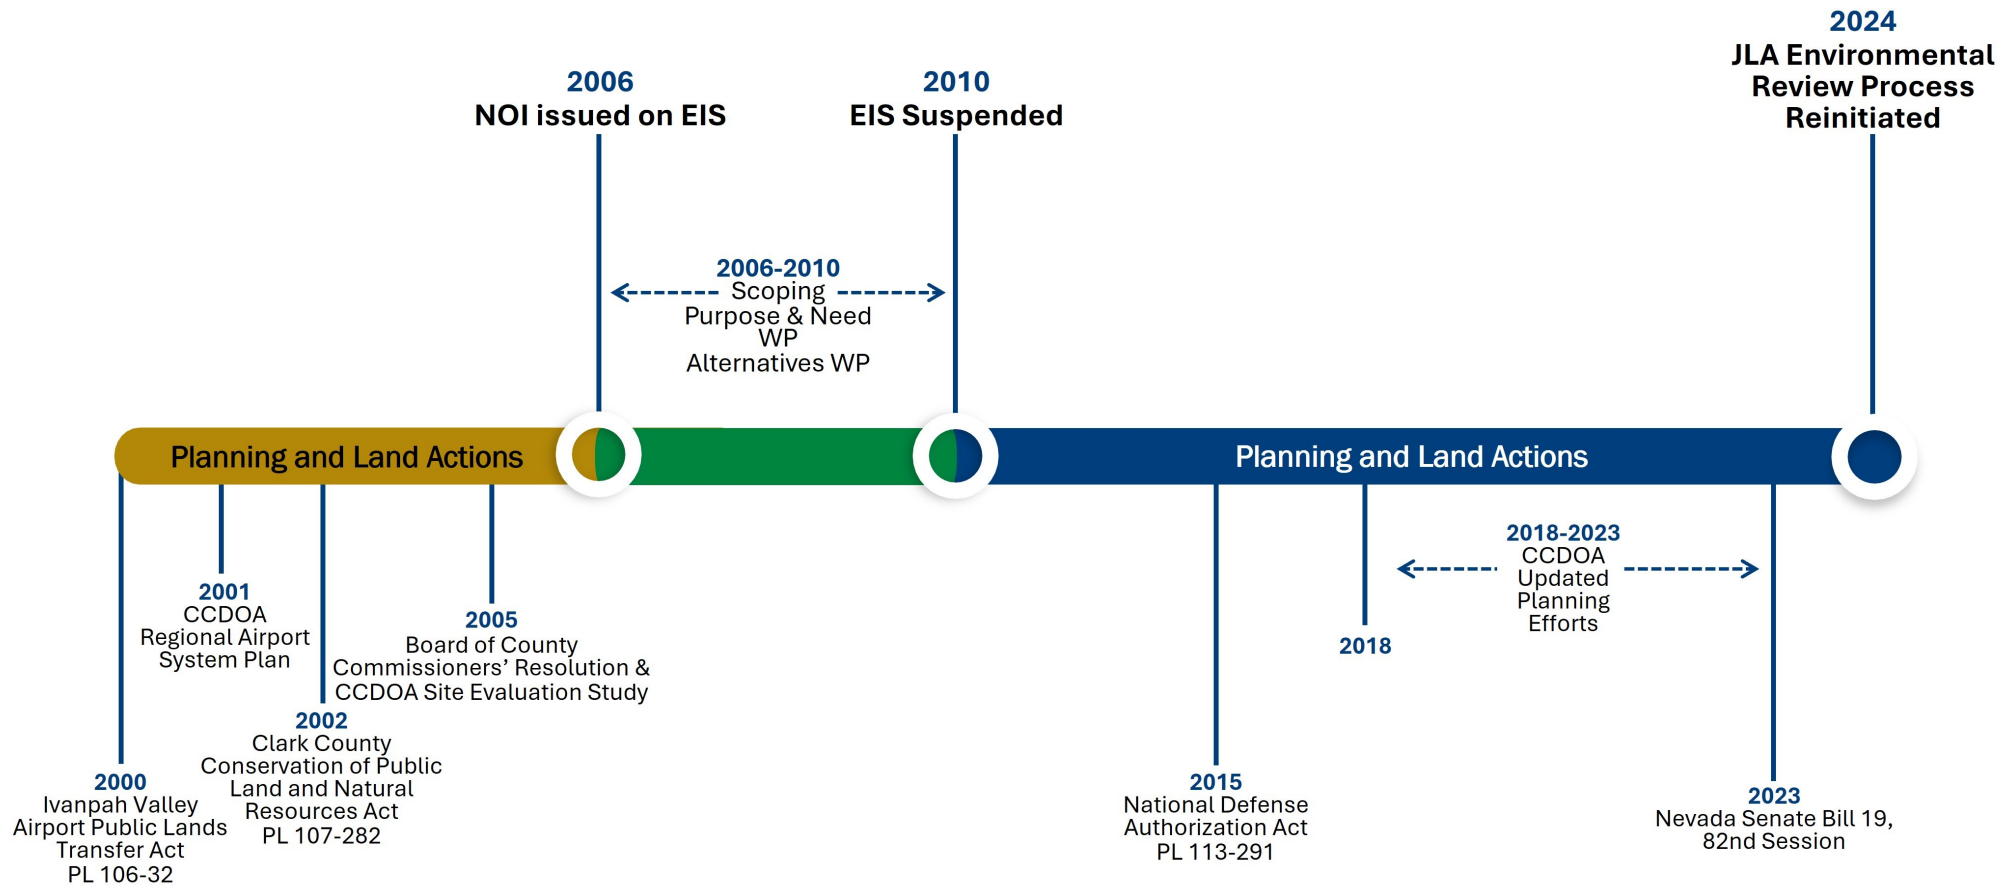 2006
NOI issued on EIS
2010
EIS Suspended
2024
JLA Environmental
Review Process
Reinitiated
2006-2010
Scoping
Purpose & Need
WP
Alternatives WP
Planning and Land Actions
Planning and Land Actions
2000
Ivanpah Valley
Airport Public Lands
Transfer Act
PL 106-32
2001
CCDOA
Regional Airport
System Plan
2002
Clark County
Conservation of Public
Land and Natural
Resources Act
PL 107-282
2005
Board of County
Commissioners’ Resolution &
CCDOA Site Evaluation Study
2015
National Defense
Authorization Act
PL 113-291
2018
2018-2023
CCDOA
Updated
Planning
Efforts
2023
Nevada Senate Bill 19,
82nd Session